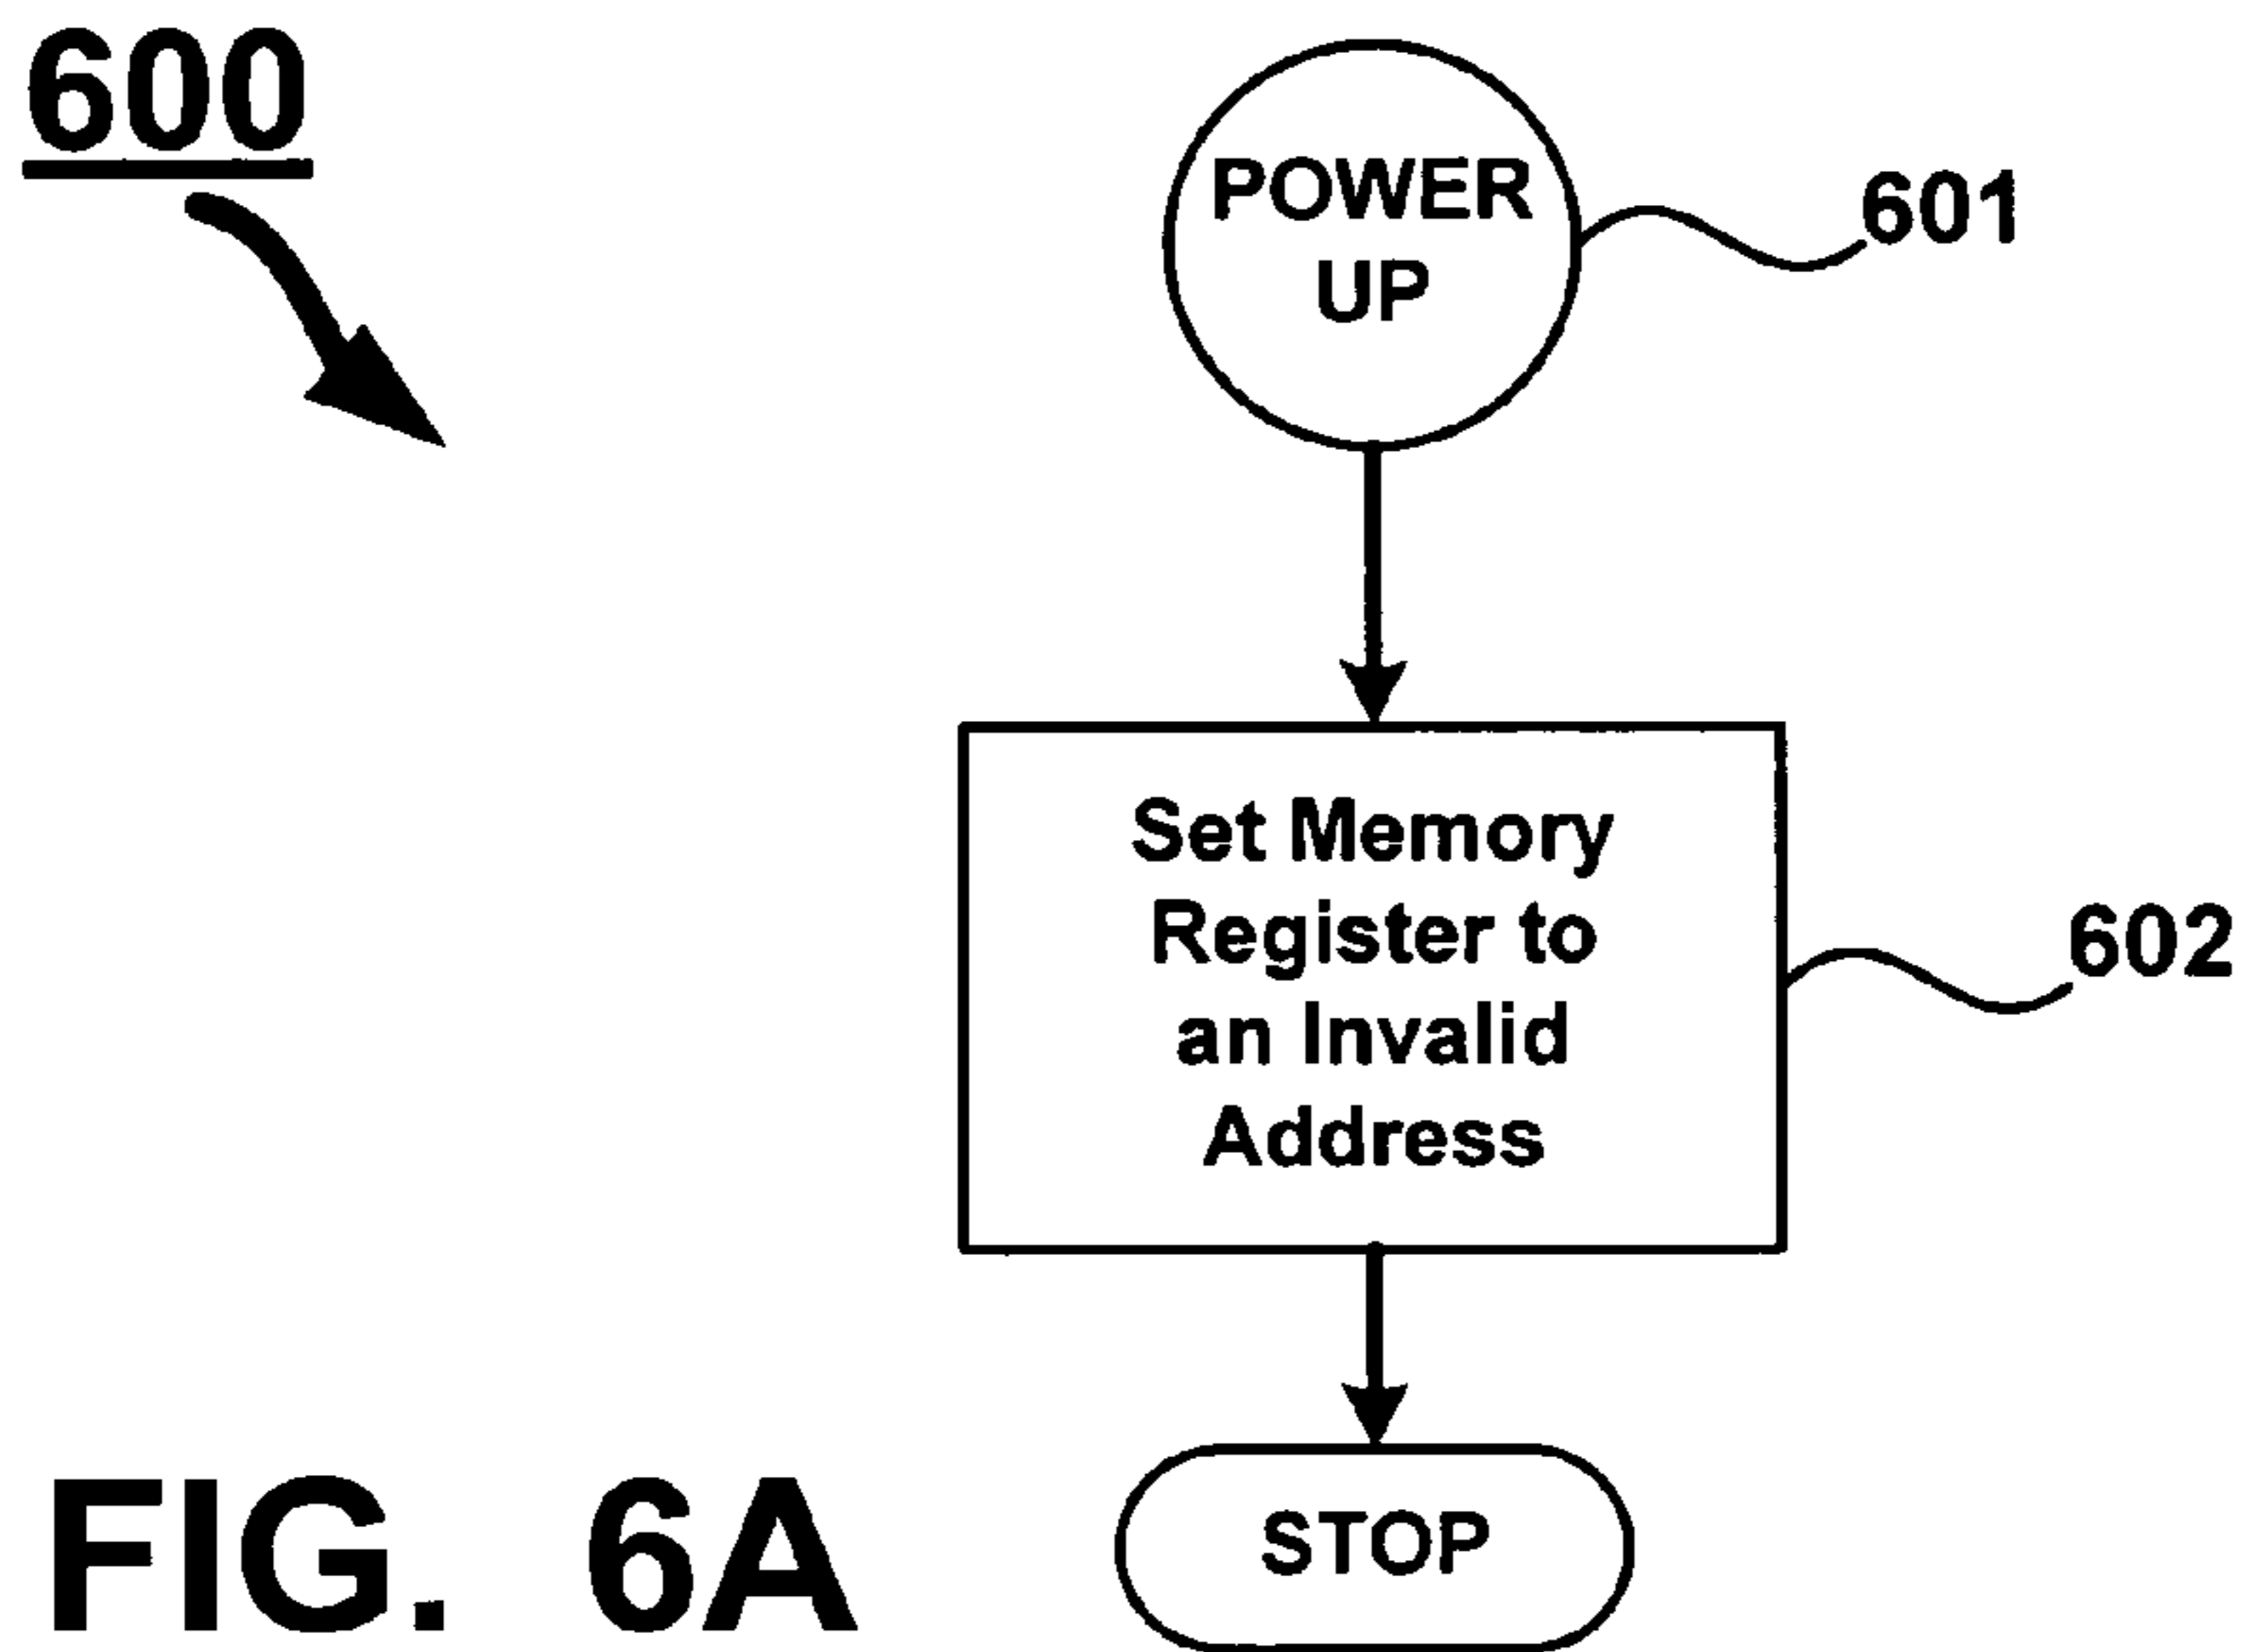 600
POWER
UP
601
Set Memory
Register to
an Invalid
Address
602
STOP
FIG. 6A